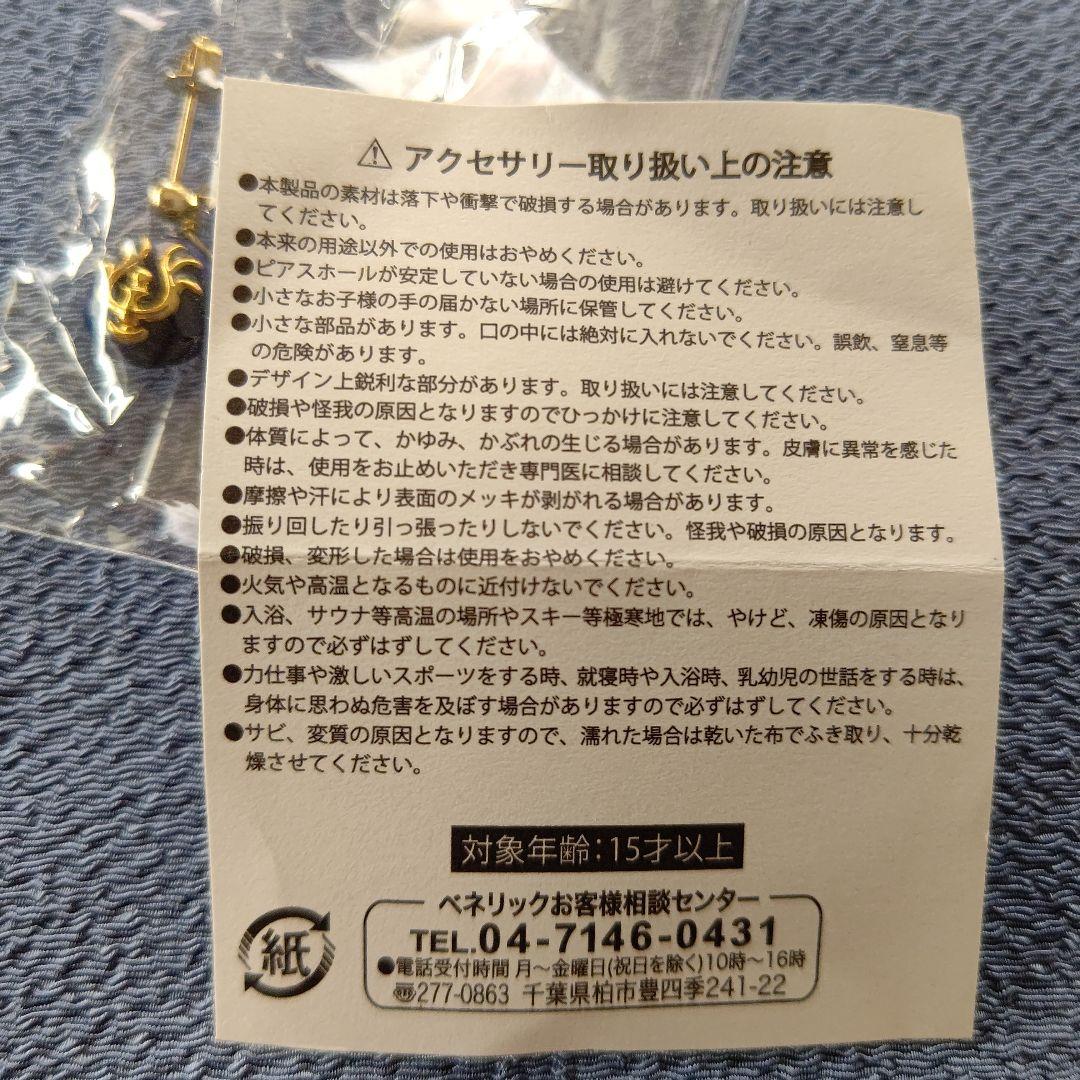 ⚠ アクセサリー取り扱い上の注意
●本製品の素材は落下や衝撃で破損する場合があります。取り扱いには注意し
てください。
●本来の用途以外での使用はおやめください。
●ピアスホールが安定していない場合の使用は避けてください。
●小さなお子様の手の届かない場所に保管してください。
●小さな部品があります。口の中には絶対に入れないでください。誤飲、窒息等
の危険があります。
●デザイン上鋭利な部分があります。取り扱いには注意してください。
●破損や怪我の原因となりますのでひっかけに注意してください。
●体質によって、かゆみ、かぶれの生じる場合があります。皮膚に異常を感じた
時は、使用をお止めいただき専門医に相談してください。
●摩擦や汗により表面のメッキが剥がれる場合があります。
●振り回したり引っ張ったりしないでください。怪我や破損の原因となります。
●破損、変形した場合は使用をおやめください。
●火気や高温となるものに近付けないでください。
●入浴、サウナ等高温の場所やスキー等極寒地では、やけど、凍傷の原因となり
ますので必ずはずしてください。
●力仕事や激しいスポーツをする時、就寝時や入浴時、乳幼児の世話をする時は、
身体に思わぬ危害を及ぼす場合がありますので必ずはずしてください。
●サビ、変質の原因となりますので、濡れた場合は乾いた布でふき取り、十分乾
燥させてください。
対象年齢：15才以上
紙
ベネリックお客様相談センター
TEL.04-7146-0431
●電話受付時間 月～金曜日(祝日を除く)10時～16時
〠277-0863 千葉県柏市豊四季241-22